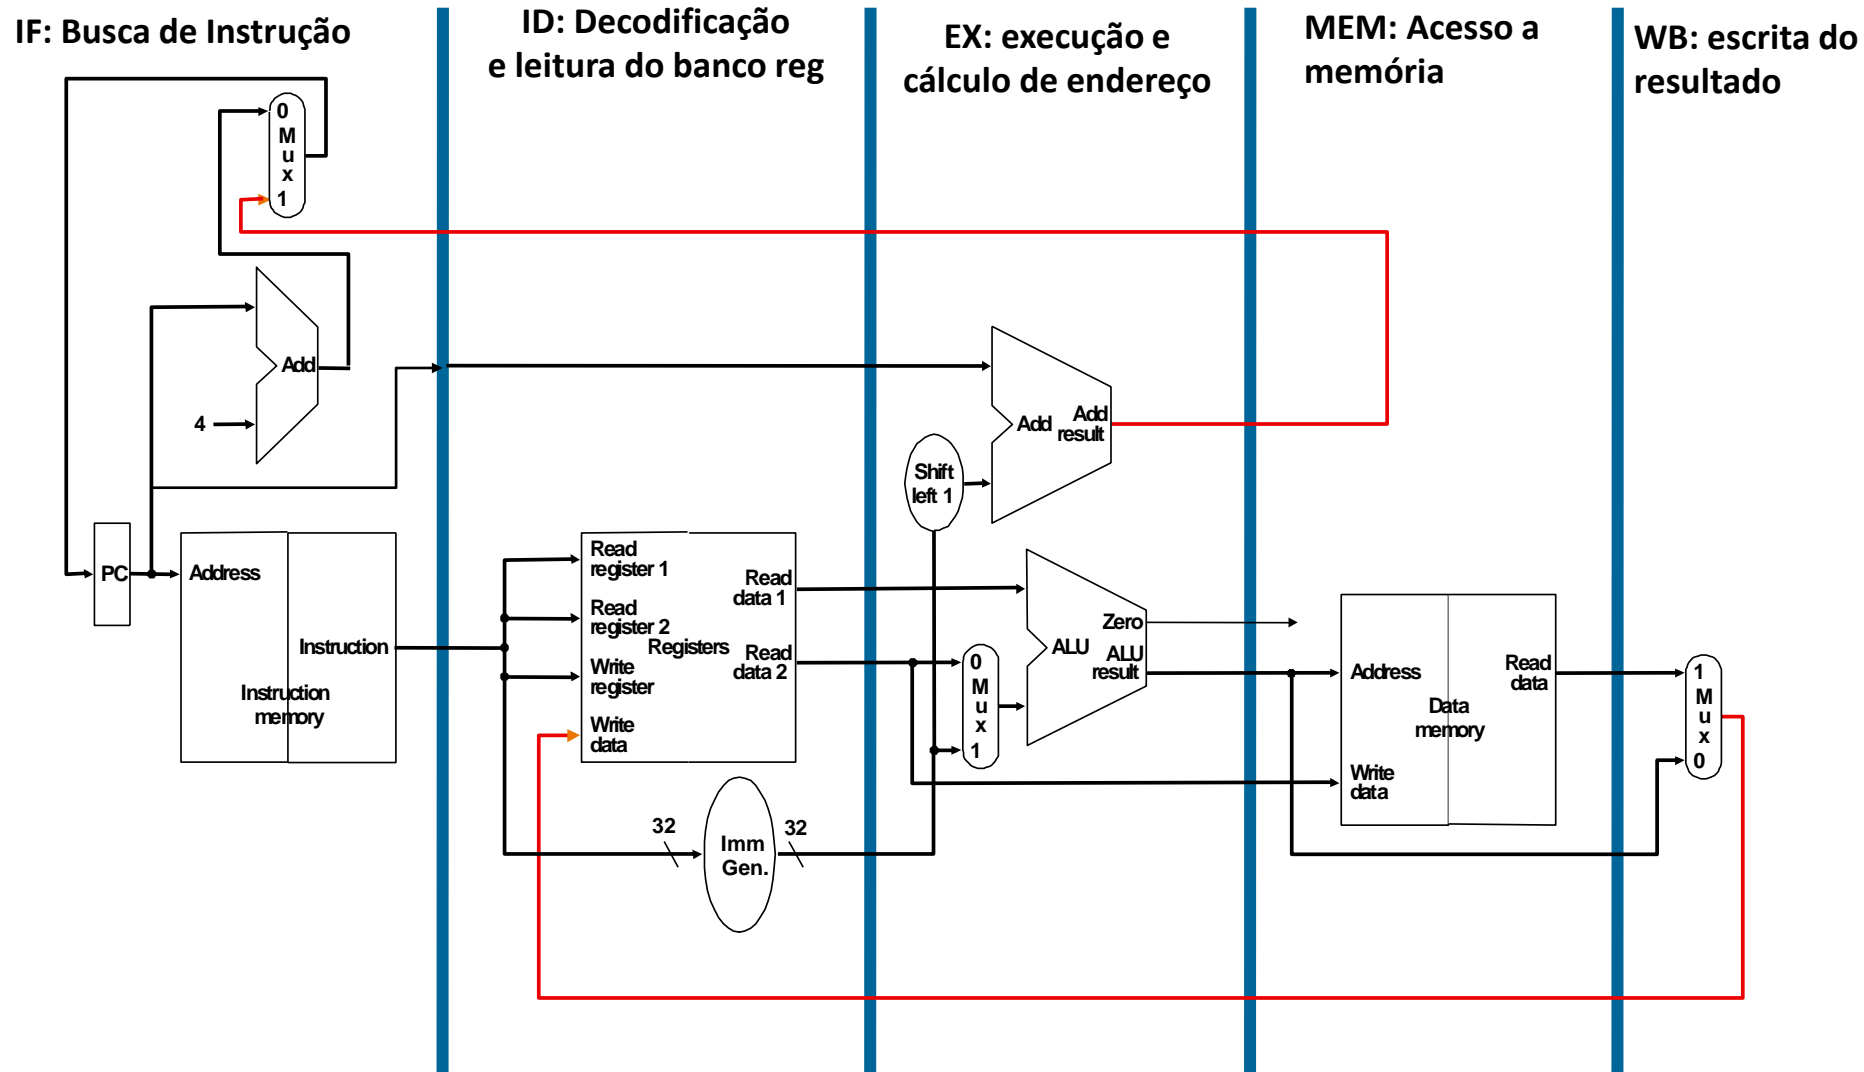 IF: Busca de Instrução
ID: Decodificação
e leitura do banco reg
EX: execução e
cálculo de endereço
MEM: Acesso a
memória
WB: escrita do
resultado
0
M
u
x
1
Add
4
PC
Address
Instruction
Instruction
memory
Read
register 1
Read
register 2
Write
register
Write
data
Registers
Read
data 1
Read
data 2
32
Imm
Gen.
32
Shift
left 1
Add
Add
result
0
M
u
x
1
ALU
Zero
ALU
result
Address
Write
data
Data
memory
Read
data
1
M
u
x
0